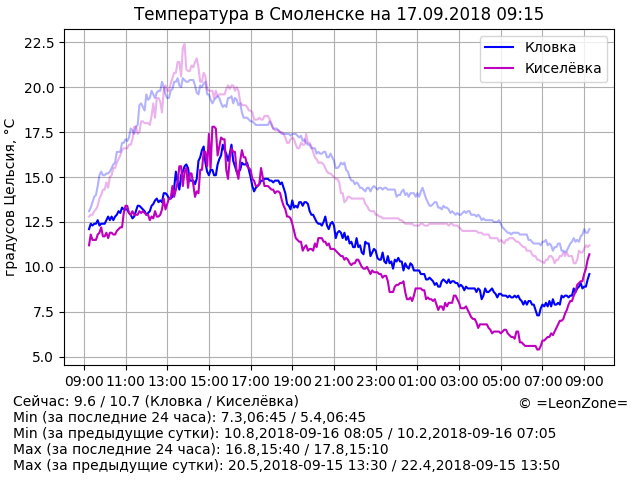 Температура в Смоленске на 17.09.2018 09:15
градусов Цельсия, °C
22.5
20.0
17.5
15.0
12.5
10.0
7.5
5.0
Кловка
Киселёвка
09:00 11:00 13:00 15:00 17:00 19:00 21:00 23:00 01:00 03:00 05:00 07:00 09:00
Сейчас: 9.6 / 10.7 (Кловка / Киселёвка)
© =LeonZone=
Min (за последние 24 часа): 7.3,06:45 / 5.4,06:45
Min (за предыдущие сутки): 10.8,2018-09-16 08:05 / 10.2,2018-09-16 07:05
Max (за последние 24 часа): 16.8,15:40 / 17.8,15:10
Max (за предыдущие сутки): 20.5,2018-09-15 13:30 / 22.4,2018-09-15 13:50